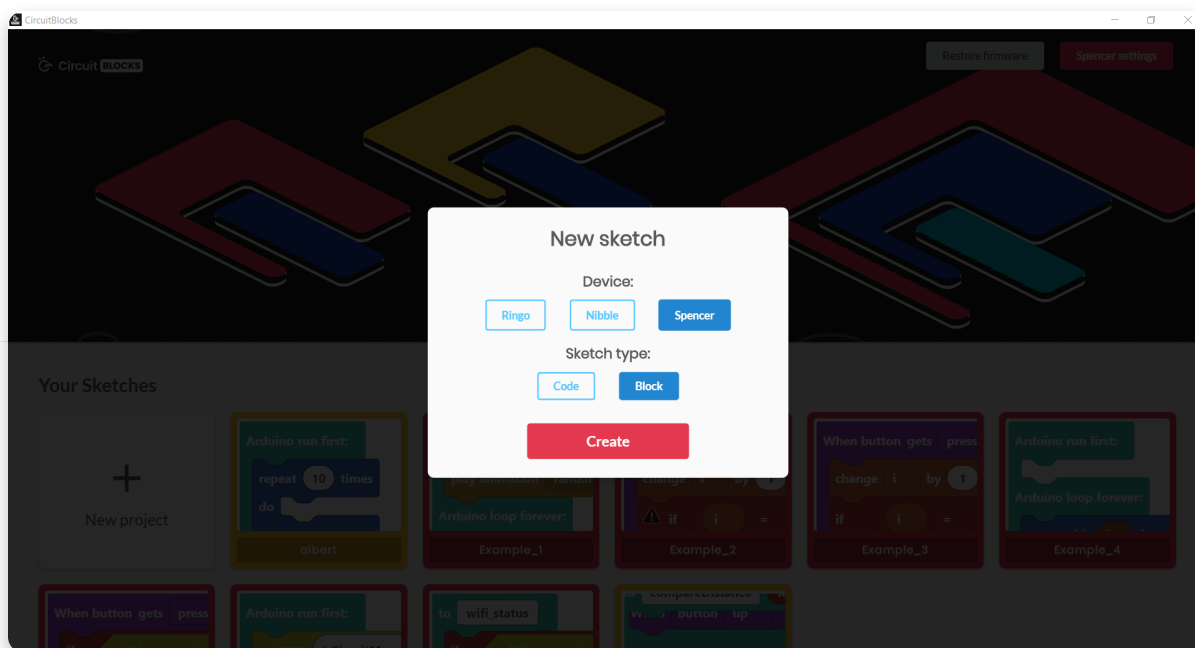 CircuitBlocks
Circuit BLOCKS
Restore firmware
Spencer settings
New sketch
Device:
Ringo Nibble Spencer
Sketch type:
Code Block
Create
Your Sketches
New project
Arduino run first:
repeat 10 times
do
albert
play animation
Arduino loop forever:
Example_1
change i by 1
if i =
Example_2
When button gets press
change i by 1
if i =
Example_3
Arduino run first:
Arduino loop forever:
Example_4
When button gets press
Arduino run first:
to wifi_status
compareDistance
button up